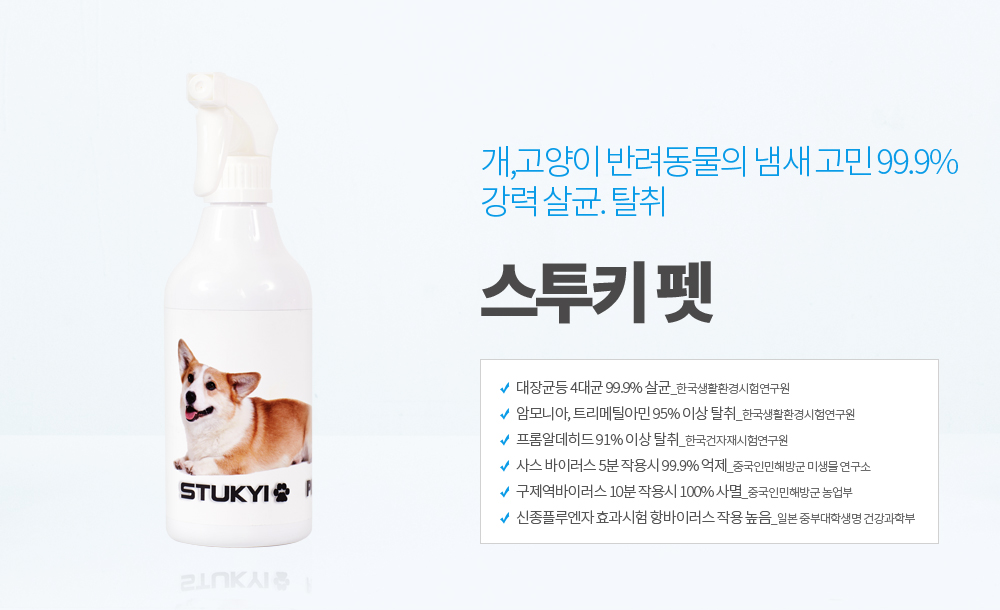 개,고양이 반려동물의 냄새 고민 99.9%
강력 살균. 탈취
스투키 펫
대장균등 4대균 99.9% 살균_한국생활환경시험연구원
암모니아, 트리메틸아민 95% 이상 탈취_한국생활환경시험연구원
프롬알데히드 91% 이상 탈취_한국건자재시험연구원
사스 바이러스 5분 작용시 99.9% 억제_중국인민해방군 미생물 연구소
구제역바이러스 10분 작용시 100% 사멸_중국인민해방군 농업부
신종플루엔자 효과시험 항바이러스 작용 높음_일본 중부대학생명 건강과학부
STUKYI